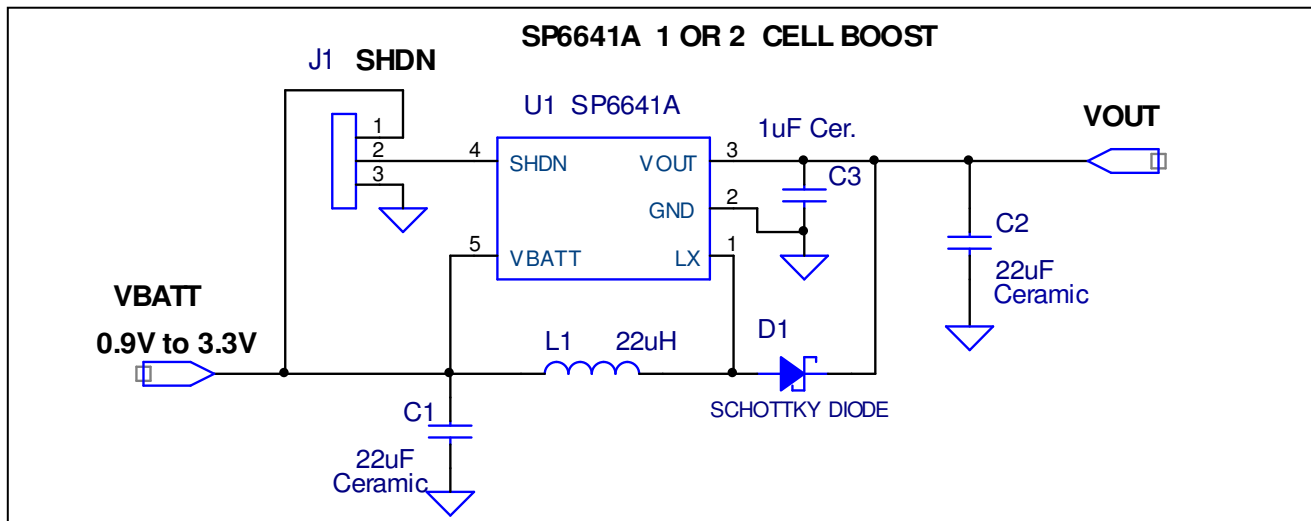 SP6641A 1 OR 2 CELL BOOST
J1 SHDN
U1 SP6641A
1
2
3
4
5
SHDN
VBATT
VOUT
GND
LX
3
2
1
1uF Cer.
C3
VOUT
C2
22uF
Ceramic
VBATT
0.9V to 3.3V
L1 22uH
D1
SCHOTTKY DIODE
C1
22uF
Ceramic